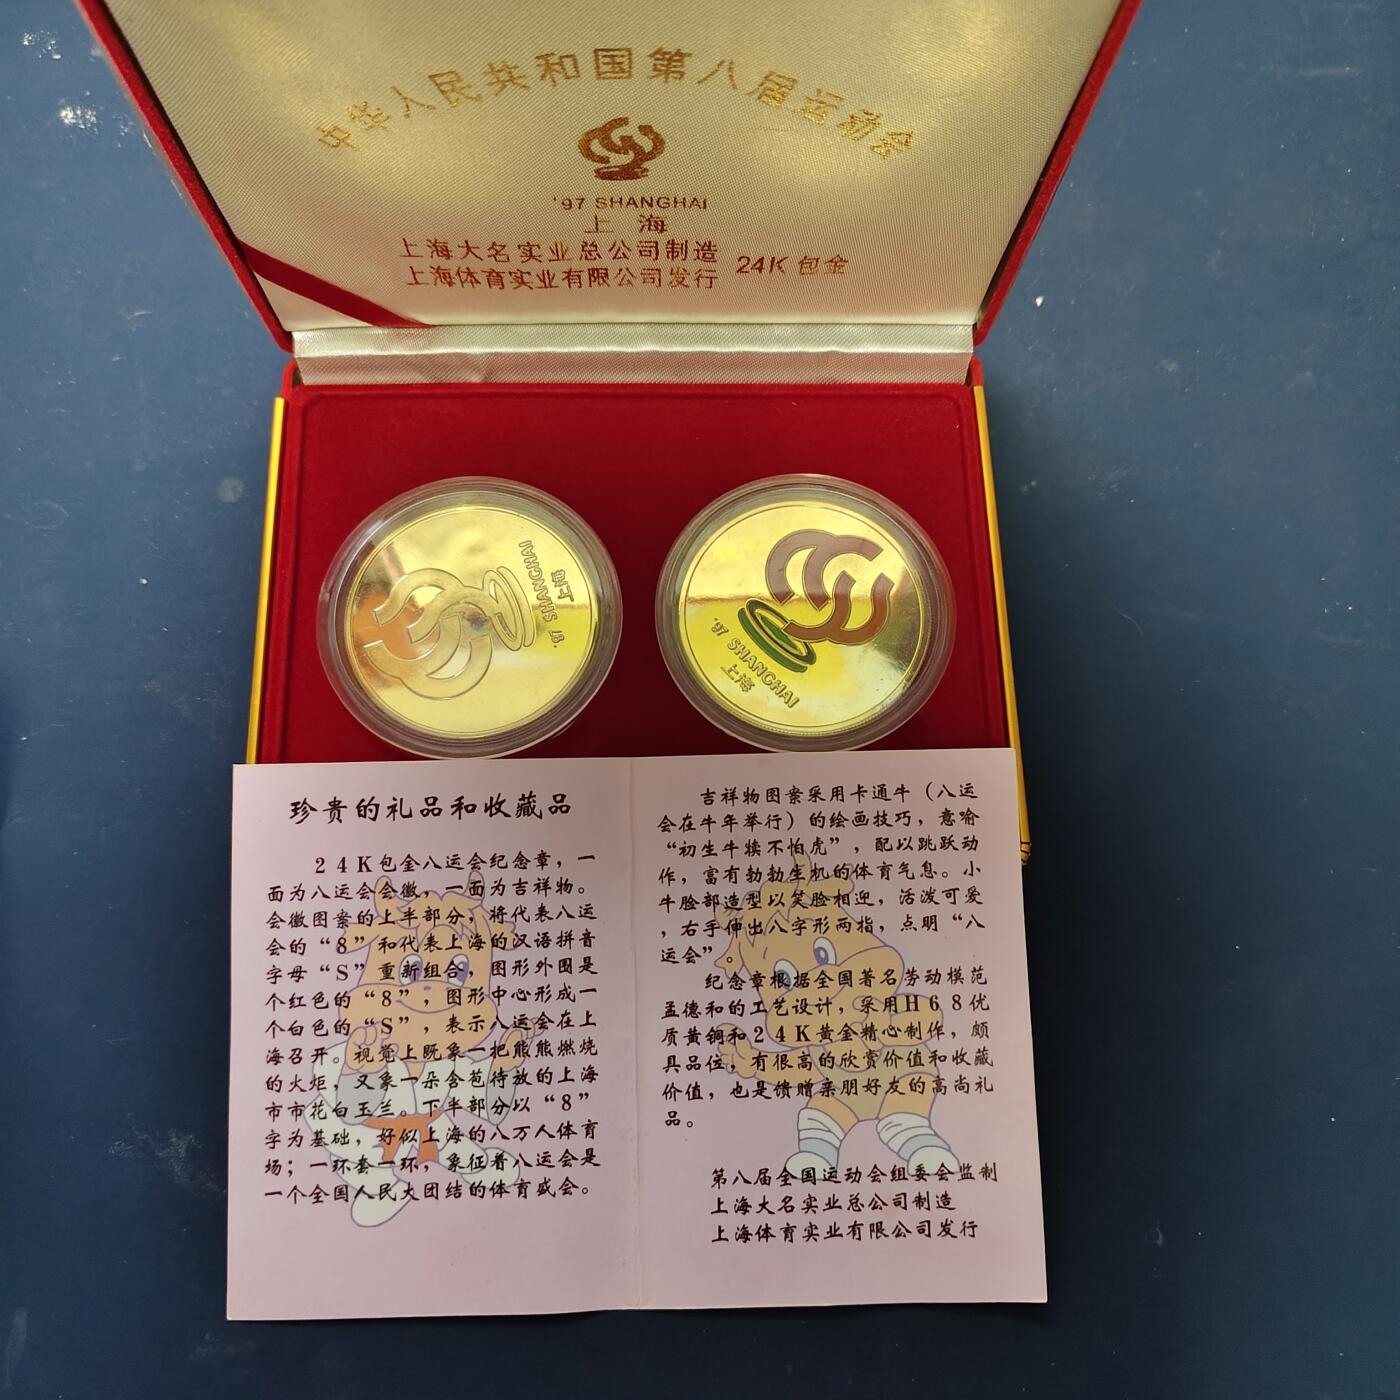 中华人民共和国第八届运动会
'97 SHANGHAI
上海
上海大名实业总公司制造
上海体育实业有限公司发行
24K 包金
'97 SHANGHAI
上海
'97 SHANGHAI
上海
珍贵的礼品和收藏品
24K包金八运会纪念章，一
面为八运会会徽，一面为吉祥物。
会徽图案的上半部分，将代表八运
会的“8”和代表上海的汉语拼音
字母“S”重新组合，图形外围是
个红色的“8”，图形中心形成一
个白色的“S”，表示八运会在上
海召开。视觉上既象一把熊熊燃烧
的火炬，又象一朵含苞待放的上海
市市花白玉兰。下半部分以“8”
字为基础，好似上海的八万人体育
场；一环套一环，象征着八运会是
一个全国人民大团结的体育盛会。
吉祥物图案采用卡通牛（八运
会在牛年举行）的绘画技巧，意喻
“初生牛犊不怕虎”，配以跳跃动
作，富有勃勃生机的体育气息。小
牛脸部造型以笑脸相迎，活泼可爱
，右手伸出八字形两指，点明“八
运会”。
纪念章根据全国著名劳动模范
孟德和的工艺设计，采用H68优
质黄铜和24K黄金精心制作，颇
具品位，有很高的欣赏价值和收藏
价值，也是馈赠亲朋好友的高尚礼
品。
第八届全国运动会组委会监制
上海大名实业总公司制造
上海体育实业有限公司发行